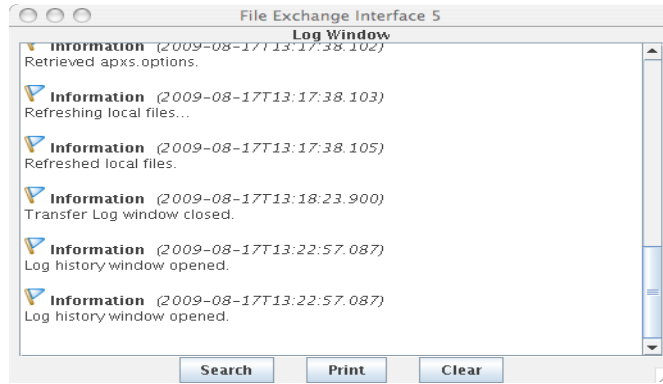 File Exchange Interface 5
Log Window
Information (2009-08-17T13:17:38.102)
Retrieved apxs.options.
Information (2009-08-17T13:17:38.103)
Refreshing local files...
Information (2009-08-17T13:17:38.105)
Refreshed local files.
Information (2009-08-17T13:18:23.900)
Transfer Log window closed.
Information (2009-08-17T13:22:57.087)
Log history window opened.
Information (2009-08-17T13:22:57.087)
Log history window opened.
Search Print Clear